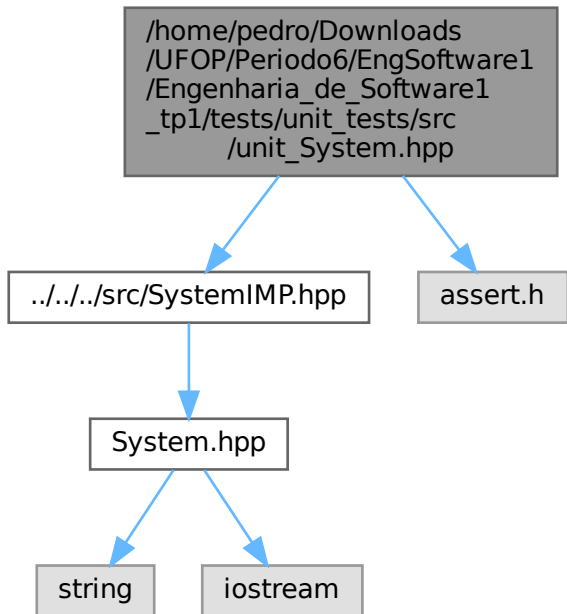 /home/pedro/Downloads
/UFOP/Periodo6/EngSoftware1
/Engenharia_de_Software1
_tp1/tests/unit_tests/src
/unit_System.hpp
../../../src/SystemIMP.hpp
assert.h
System.hpp
string
iostream